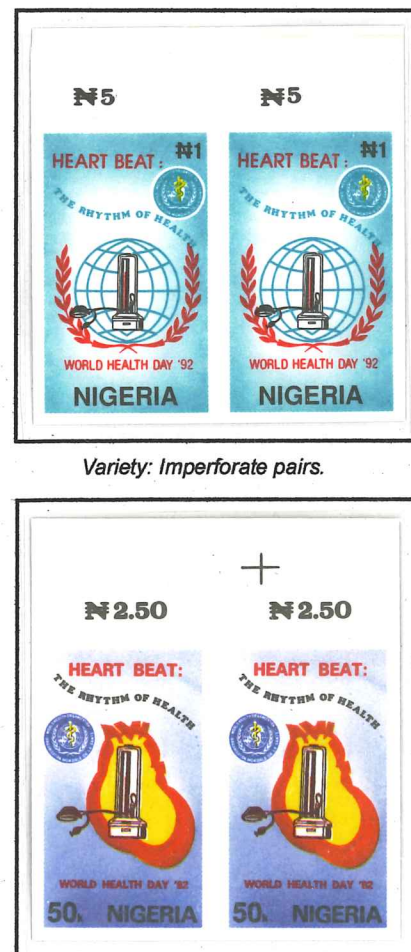 ₦5 ₦5
HEART BEAT: ₦1 HEART BEAT: ₦1
THE RHYTHM OF HEALTH THE RHYTHM OF HEALTH
WORLD HEALTH DAY '92 WORLD HEALTH DAY '92
NIGERIA NIGERIA
Variety: Imperforate pairs.
₦2.50 ₦2.50
HEART BEAT: HEART BEAT:
THE RHYTHM OF HEALTH THE RHYTHM OF HEALTH
WORLD HEALTH DAY '92 WORLD HEALTH DAY '92
50k NIGERIA 50k NIGERIA